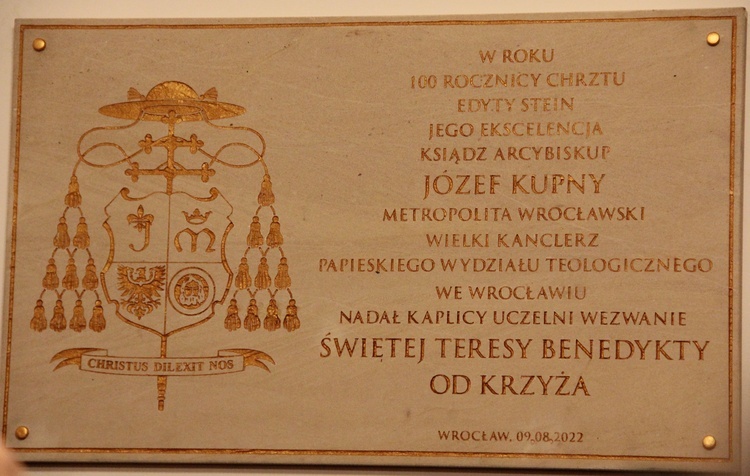 W ROKU
100 ROCZNICY CHRZTU
EDYTY STEIN
JEGO EKSCELENCJA
KSIĄDZ ARCYBISKUP
JÓZEF KUPNY
METROPOLITA WROCŁAWSKI
WIELKI KANCLERZ
PAPIESKIEGO WYDZIAŁU TEOLOGICZNEGO
WE WROCŁAWIU
NADAŁ KAPLICY UCZELNI WEZWANIE
ŚWIĘTEJ TERESY BENEDYKTY
OD KRZYŻA
WROCŁAW, 09.08.2022
J M
CHRISTUS DILEXIT NOS